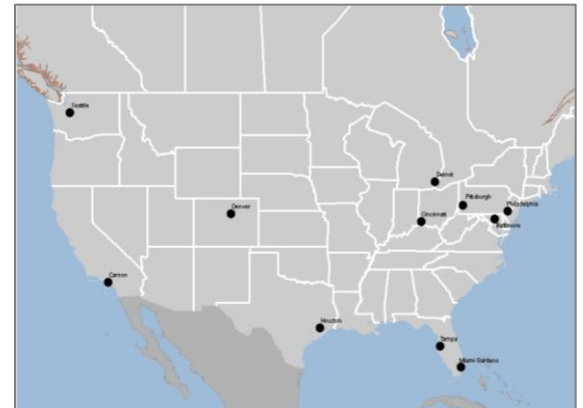 Seattle
Detroit
Pittsburgh
Philadelphia
Denver
Cincinnati
Baltimore
Carson
Houston
Tampa
Miami Gardens